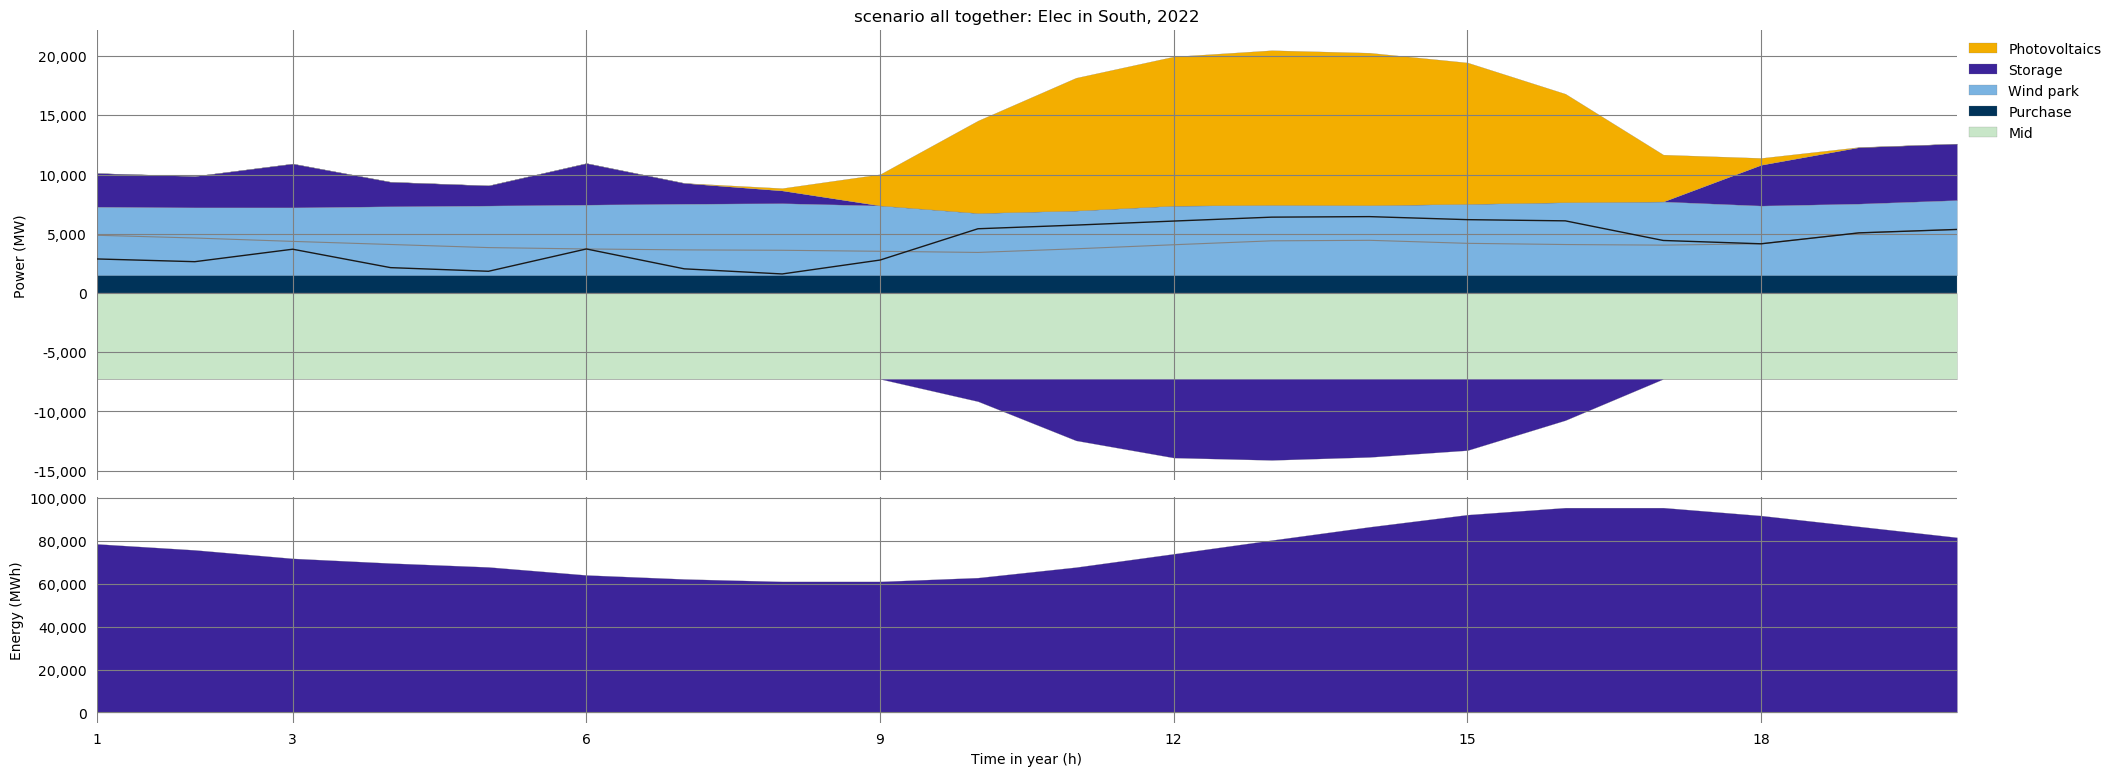 scenario all together: Elec in South, 2022
Power (MW)
20,000
15,000
10,000
5,000
0
-5,000
-10,000
-15,000
Photovoltaics
Storage
Wind park
Purchase
Mid
Energy (MWh)
100,000
80,000
60,000
40,000
20,000
0
1 3 6 9 12 15 18
Time in year (h)